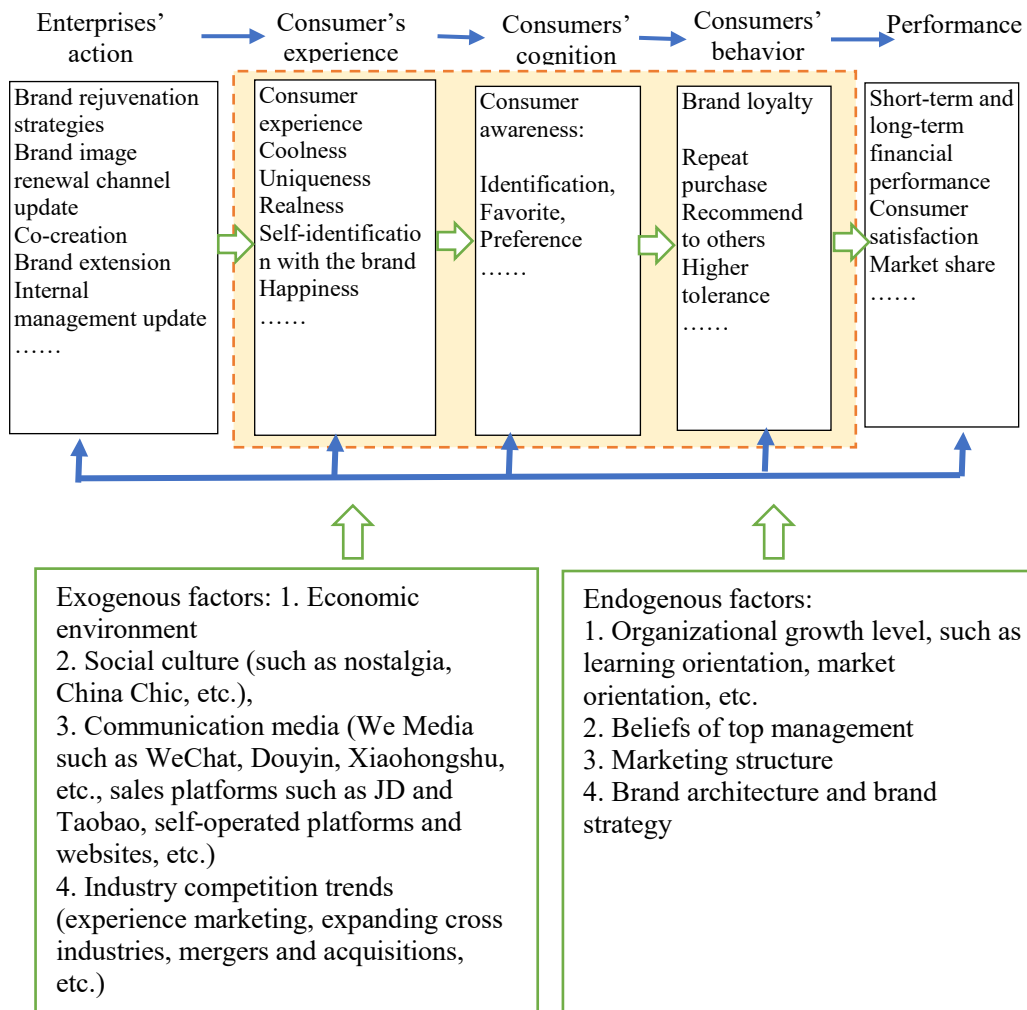 Enterprises’
action
Consumer’s
experience
Consumers’
cognition
Consumers’
behavior
Performance
Brand rejuvenation
strategies
Brand image
renewal channel
update
Co-creation
Brand extension
Internal
management update
……
Consumer
experience
Coolness
Uniqueness
Realness
Self-identificatio
n with the brand
Happiness
……
Consumer
awareness:
Identification,
Favorite,
Preference
……
Brand loyalty
Repeat
purchase
Recommend
to others
Higher
tolerance
……
Short-term and
long-term
financial
performance
Consumer
satisfaction
Market share
……
Exogenous factors: 1. Economic
environment
2. Social culture (such as nostalgia,
China Chic, etc.),
3. Communication media (We Media
such as WeChat, Douyin, Xiaohongshu,
etc., sales platforms such as JD and
Taobao, self-operated platforms and
websites, etc.)
4. Industry competition trends
(experience marketing, expanding cross
industries, mergers and acquisitions,
etc.)
Endogenous factors:
1. Organizational growth level, such as
learning orientation, market
orientation, etc.
2. Beliefs of top management
3. Marketing structure
4. Brand architecture and brand
strategy